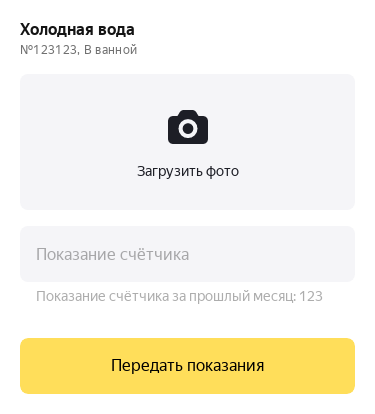 Холодная вода
№123123, В ванной
Загрузить фото
Показание счётчика
Показание счётчика за прошлый месяц: 123
Передать показания